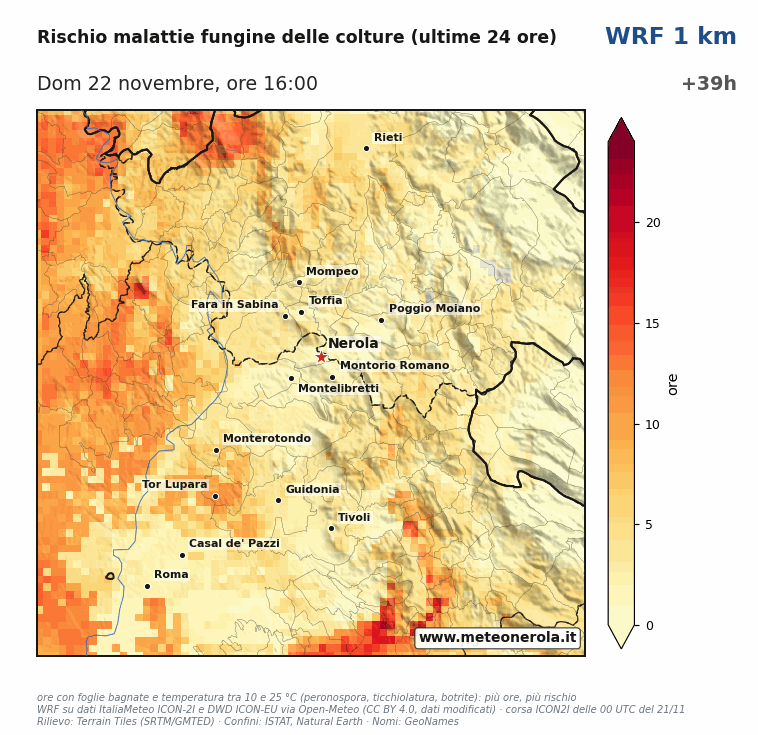 Rischio malattie fungine delle colture (ultime 24 ore)
WRF 1 km
Dom 22 novembre, ore 16:00
+39h
Rieti
Mompeo
Fara in Sabina
Toffia
Poggio Moiano
Nerola
Montorio Romano
Montelibretti
Monterotondo
Tor Lupara
Guidonia
Tivoli
Casal de' Pazzi
Roma
www.meteonerola.it
20
15
10
5
0
ore
ore con foglie bagnate e temperatura tra 10 e 25 °C (peronospora, ticchiolatura, botrite): più ore, più rischio
WRF su dati ItaliaMeteo ICON-2I e DWD ICON-EU via Open-Meteo (CC BY 4.0, dati modificati) · corsa ICON2I delle 00 UTC del 21/11
Rilievo: Terrain Tiles (SRTM/GMTED) · Confini: ISTAT, Natural Earth · Nomi: GeoNames